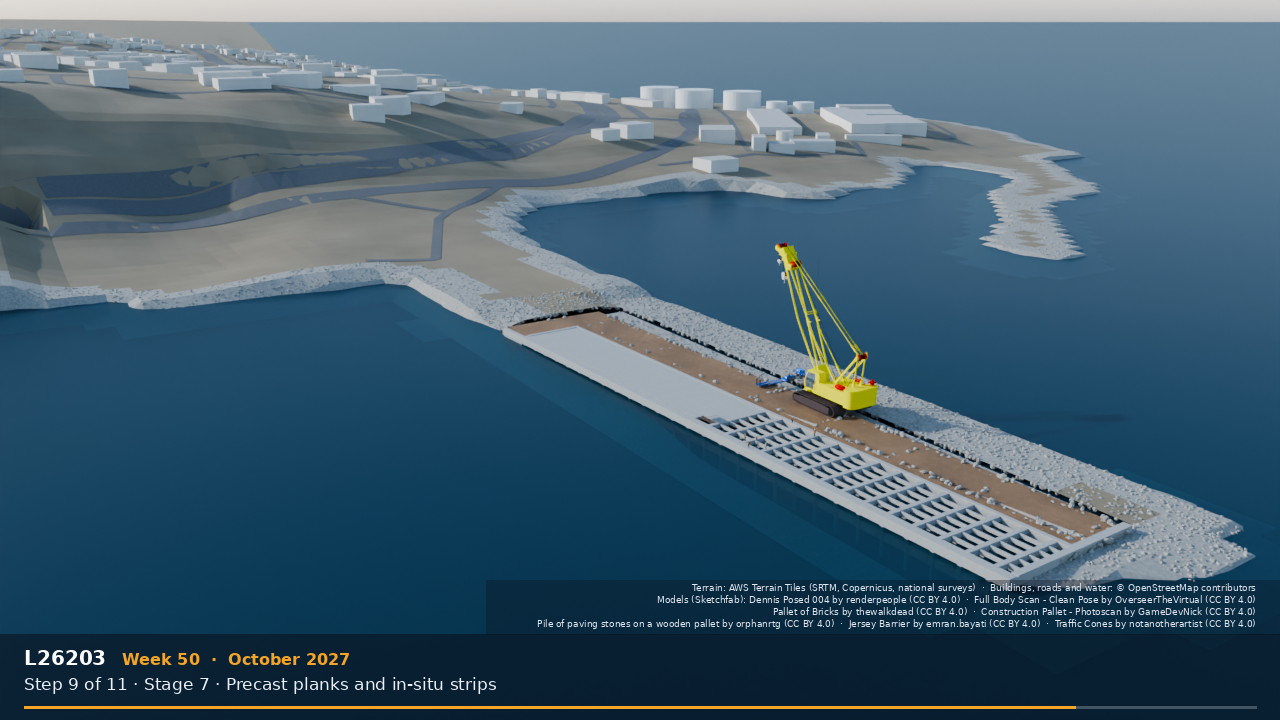 Terrain: AWS Terrain Tiles (SRTM, Copernicus, national surveys) · Buildings, roads and water: © OpenStreetMap contributors
Models (Sketchfab): Dennis Posed 004 by renderpeople (CC BY 4.0) · Full Body Scan - Clean Pose by OverseerTheVirtual (CC BY 4.0)
Pallet of Bricks by thewalkdead (CC BY 4.0) · Construction Pallet - Photoscan by GameDevNick (CC BY 4.0)
Pile of paving stones on a wooden pallet by orphanrtg (CC BY 4.0) · Jersey Barrier by emran.bayati (CC BY 4.0) · Traffic Cones by notanotherartist (CC BY 4.0)
L26203 Week 50 · October 2027
Step 9 of 11 · Stage 7 · Precast planks and in-situ strips